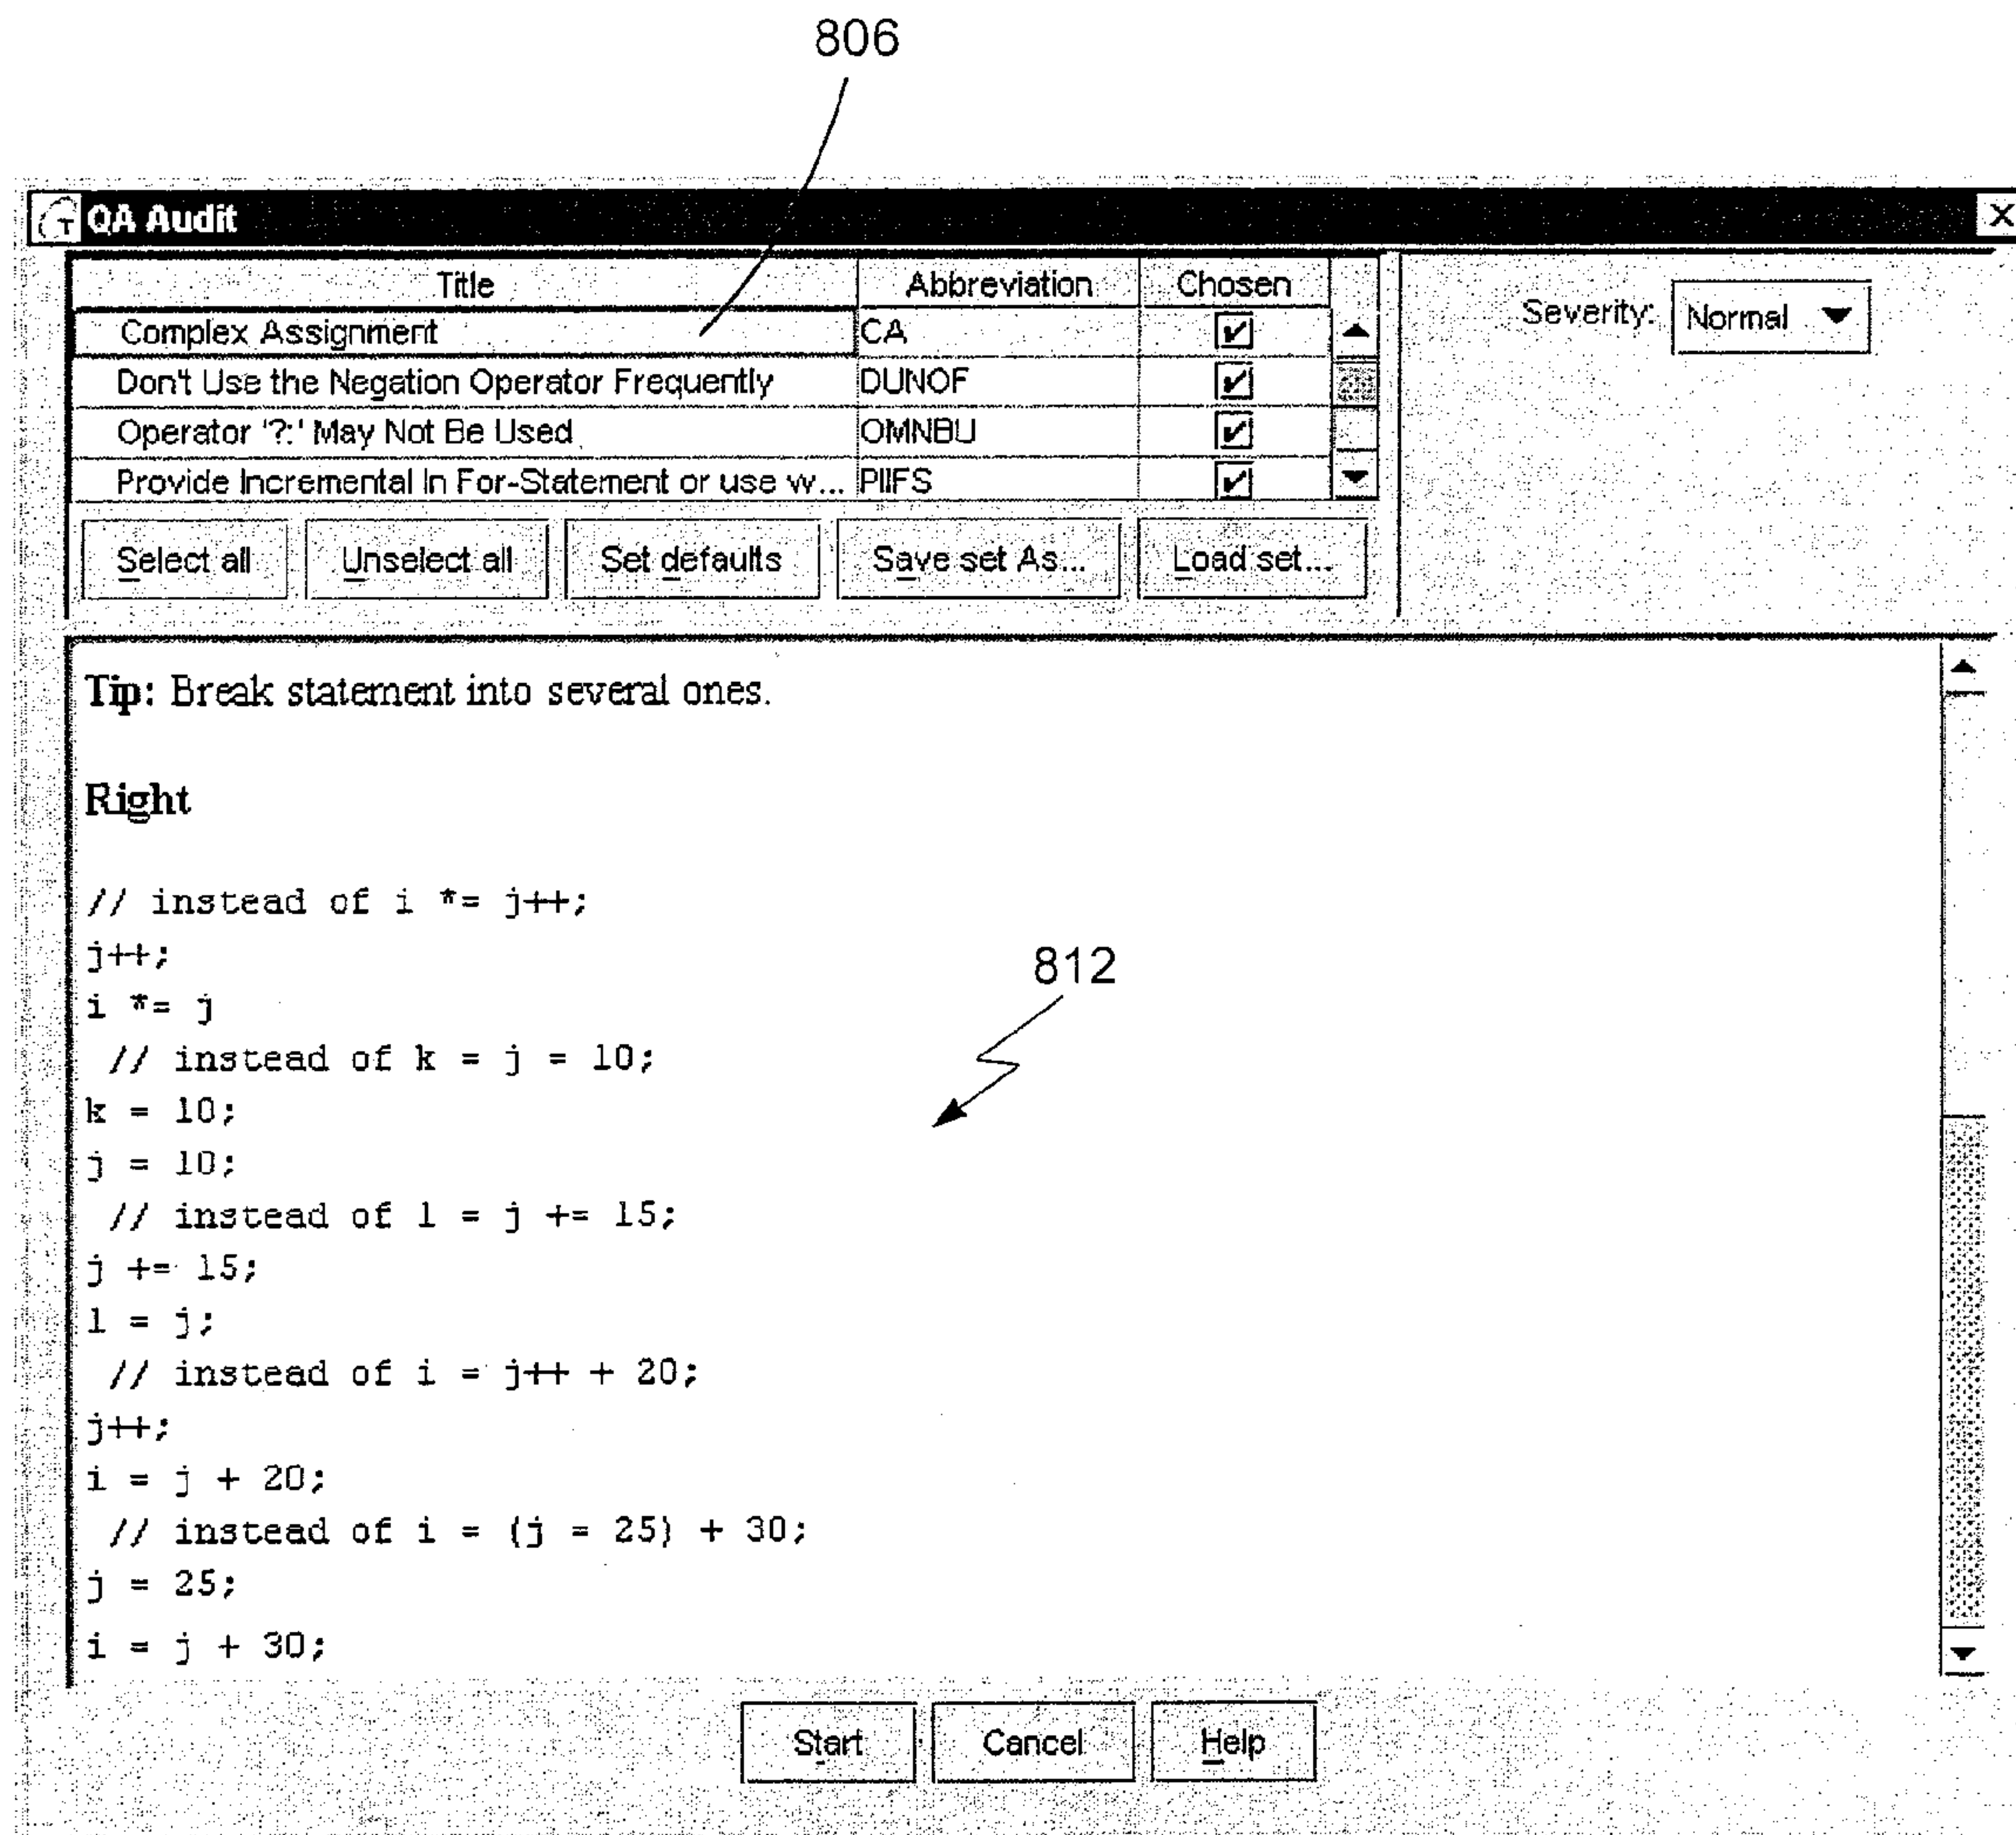 806
QA Audit
Title Abbreviation Chosen
Complex Assignment CA
Don't Use the Negation Operator Frequently DUNOF
Operator '?:' May Not Be Used OMNBU
Provide Incremental In For-Statement or use w... PIIFS
Severity: Normal
Select all Unselect all Set defaults Save set As... Load set...
Tip: Break statement into several ones.
Right
// instead of i *= j++;
j++;
i *= j
// instead of k = j = 10;
k = 10;
j = 10;
// instead of l = j += 15;
j += 15;
l = j;
// instead of i = j++ + 20;
j++;
i = j + 20;
// instead of i = (j = 25) + 30;
j = 25;
i = j + 30;
812
Start Cancel Help